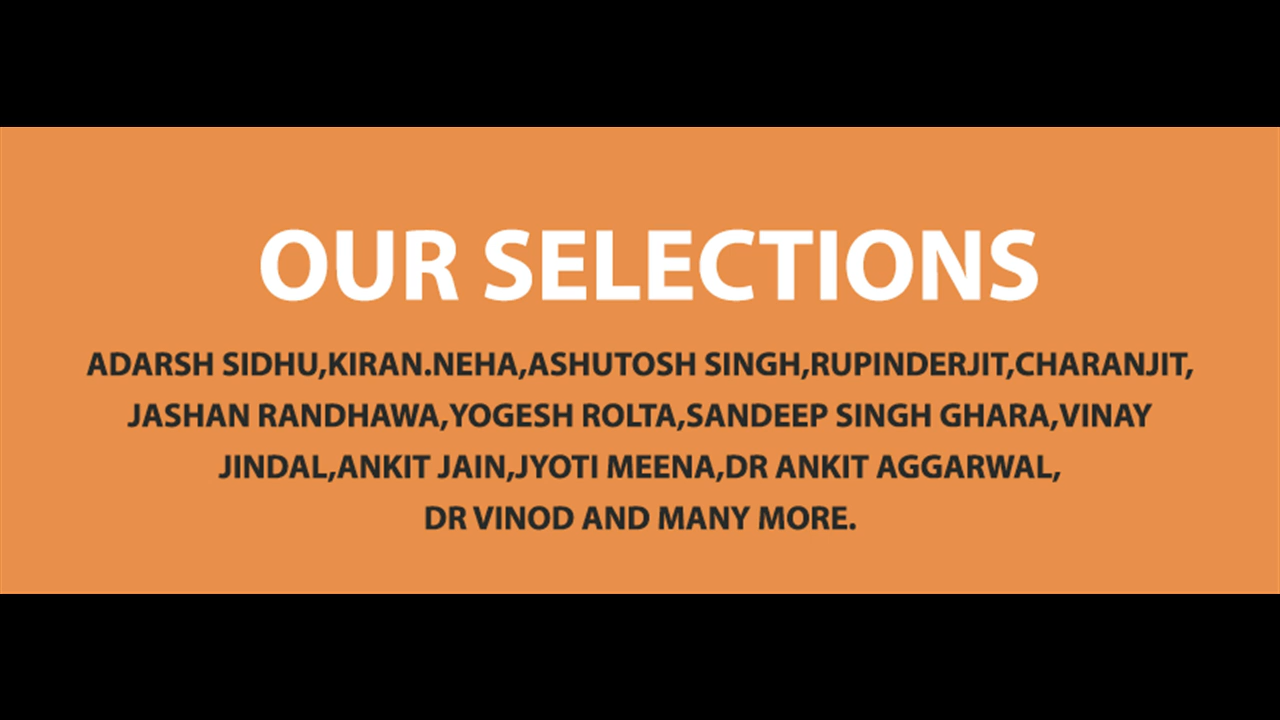 OUR SELECTIONS
ADARSH SIDHU,KIRAN.NEHA,ASHUTOSH SINGH,RUPINDERJIT,CHARANJIT,
JASHAN RANDHAWA,YOGESH ROLTA,SANDEEP SINGH GHARA,VINAY
JINDAL,ANKIT JAIN,JYOTI MEENA,DR ANKIT AGGARWAL,
DR VINOD AND MANY MORE.